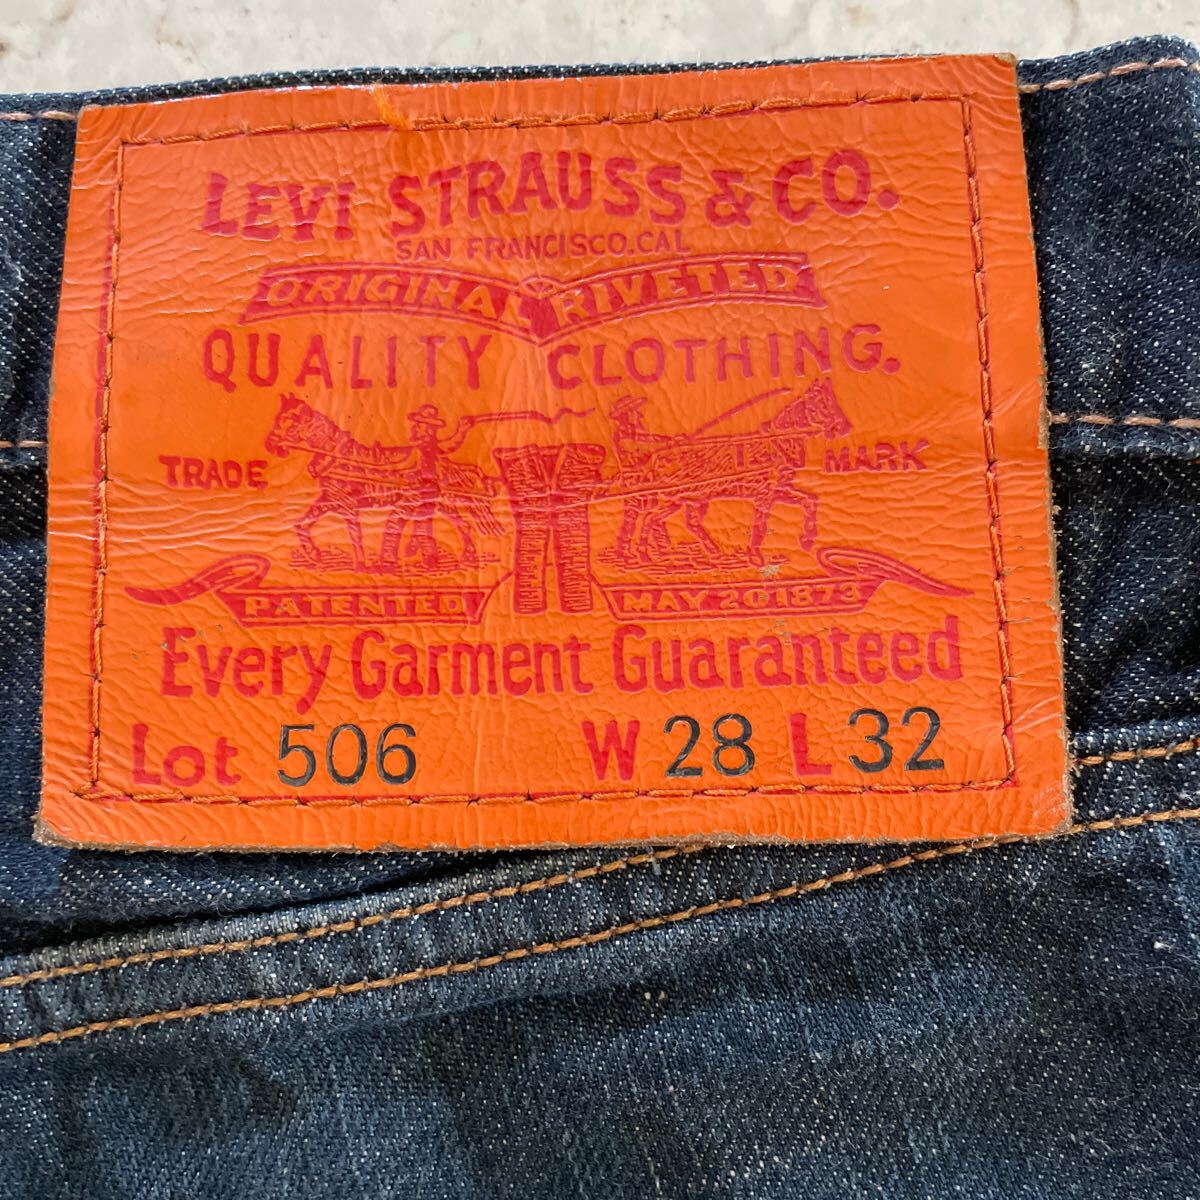 LEVI STRAUSS & CO.
SAN FRANCISCO.CAL
ORIGINAL RIVETED
QUALITY CLOTHING.
TRADE MARK
PATENTED MAY 20 1873
Every Garment Guaranteed
Lot 506 W 28 L 32